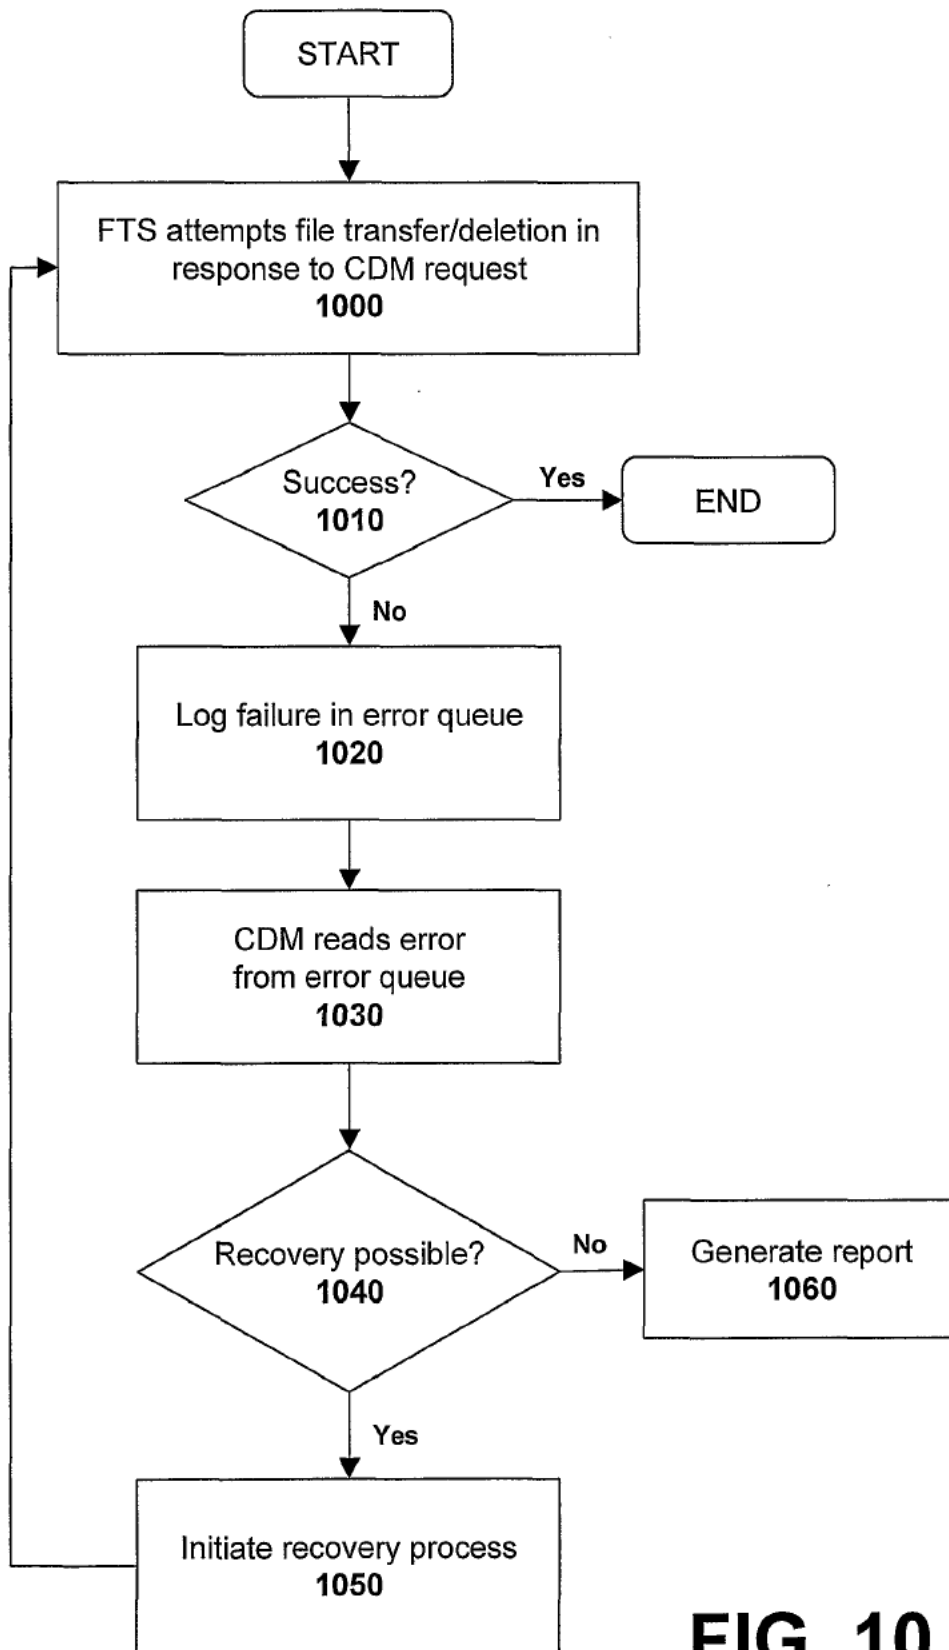 START
FTS attempts file transfer/deletion in
response to CDM request
1000
Success?
1010
Yes
END
No
Log failure in error queue
1020
CDM reads error
from error queue
1030
Recovery possible?
1040
No
Generate report
1060
Yes
Initiate recovery process
1050
FIG. 10